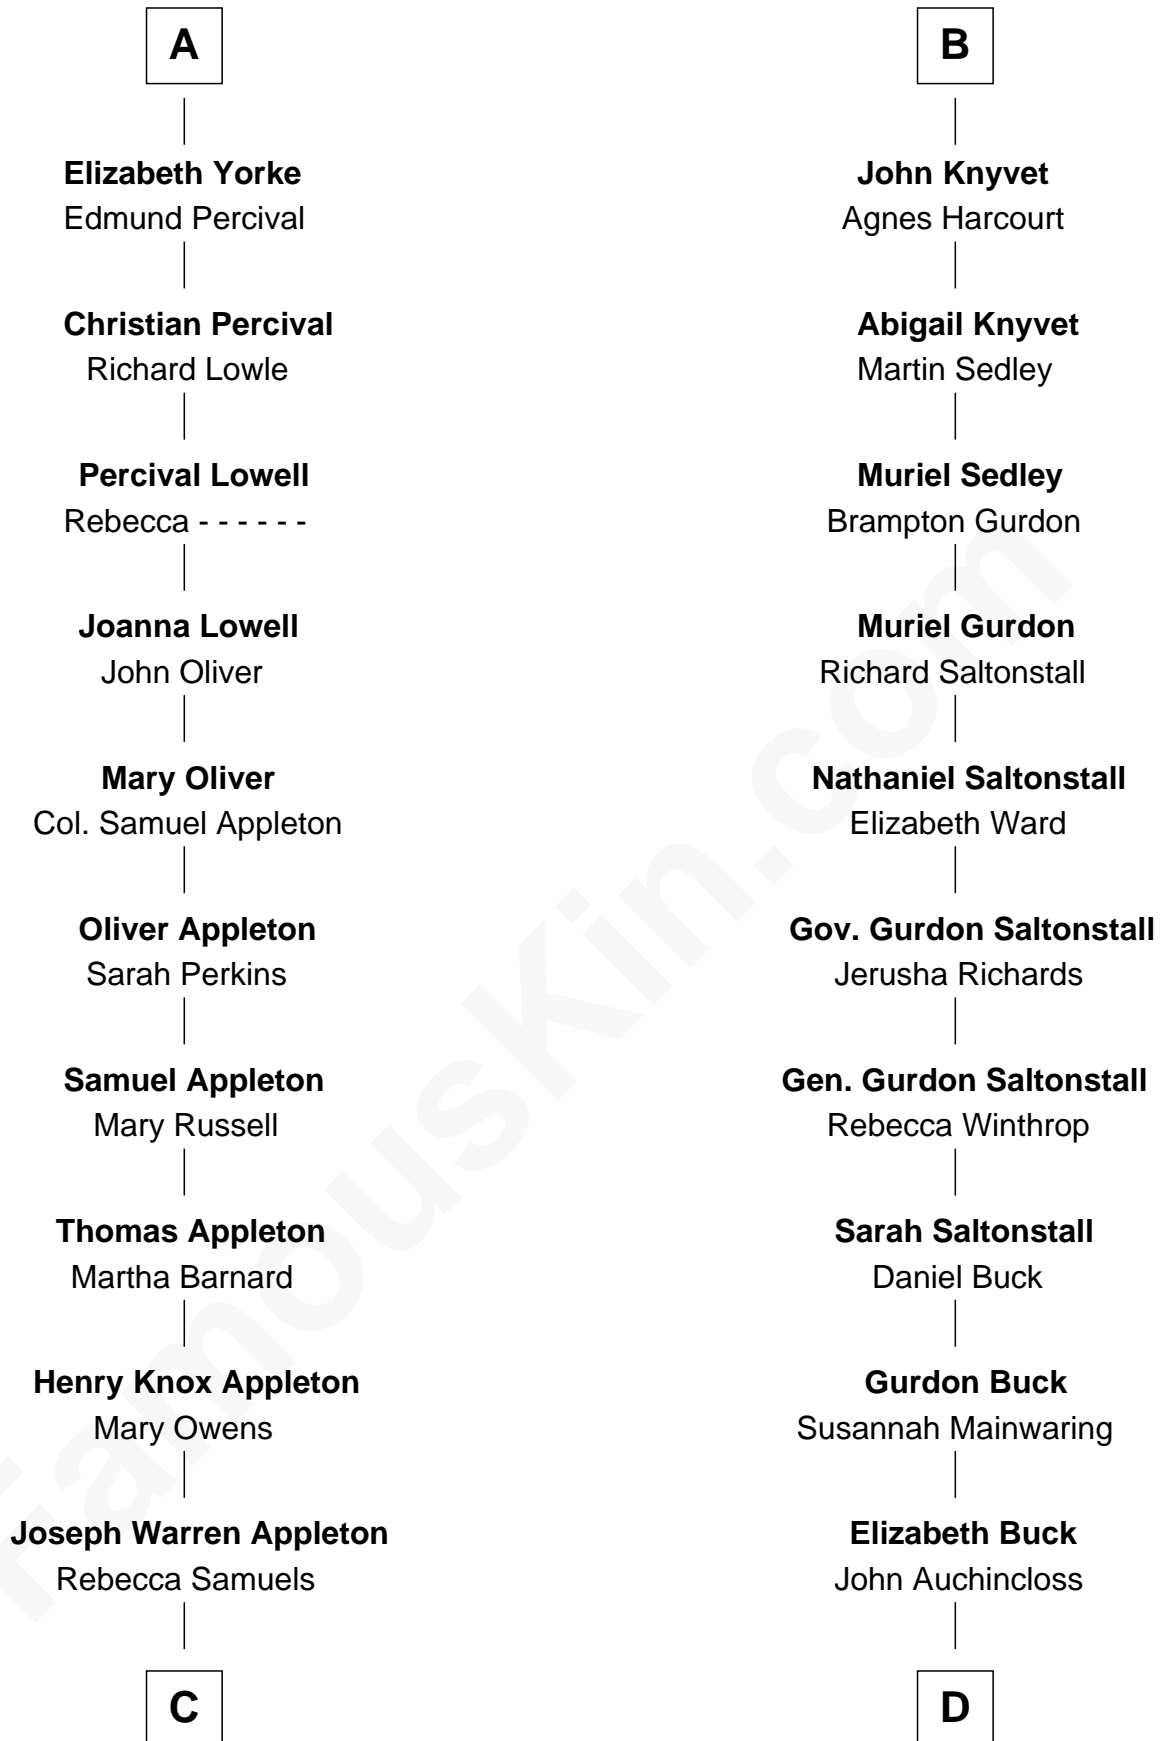 A
Elizabeth Yorke
Edmund Percival
Christian Percival
Richard Lowle
Percival Lowell
Rebecca - - - - - -
Joanna Lowell
John Oliver
Mary Oliver
Col. Samuel Appleton
Oliver Appleton
Sarah Perkins
Samuel Appleton
Mary Russell
Thomas Appleton
Martha Barnard
Henry Knox Appleton
Mary Owens
Joseph Warren Appleton
Rebecca Samuels
C
B
John Knyvet
Agnes Harcourt
Abigail Knyvet
Martin Sedley
Muriel Sedley
Brampton Gurdon
Muriel Gurdon
Richard Saltonstall
Nathaniel Saltonstall
Elizabeth Ward
Gov. Gurdon Saltonstall
Jerusha Richards
Gen. Gurdon Saltonstall
Rebecca Winthrop
Sarah Saltonstall
Daniel Buck
Gurdon Buck
Susannah Mainwaring
Elizabeth Buck
John Auchincloss
D
FamousKin.com